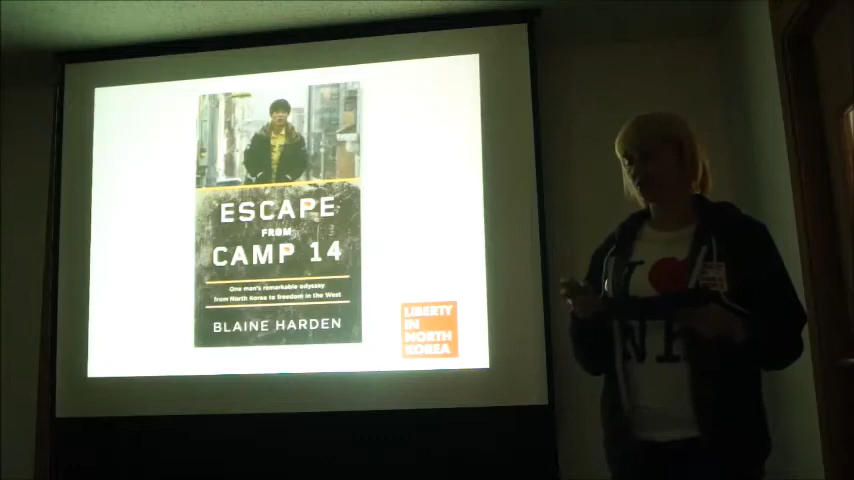 ESCAPE
FROM
CAMP 14
One man's remarkable odyssey
from North Korea to freedom in the West
BLAINE HARDEN
LIBERTY
IN
NORTH
KOREA
I
N